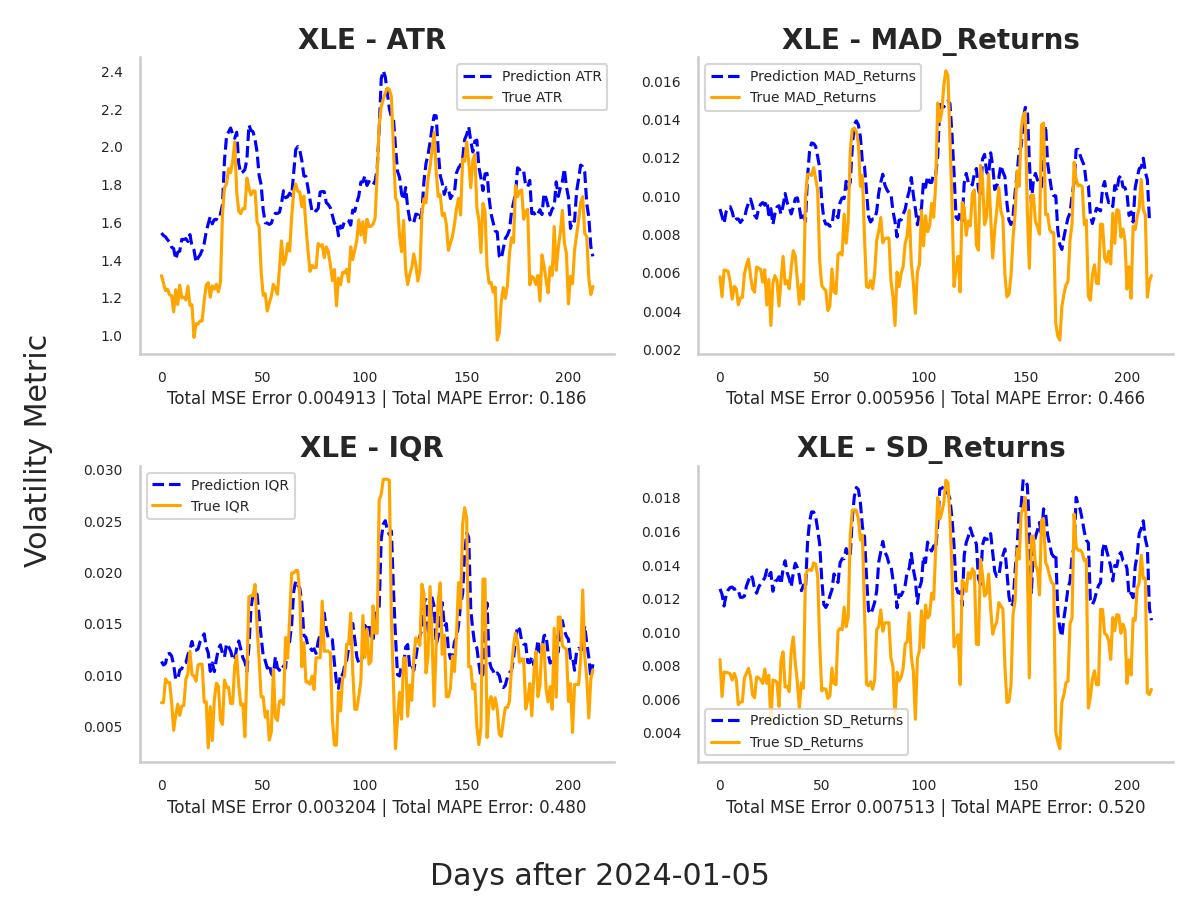 Volatility Metric
XLE - ATR
2.4
2.2
2.0
1.8
1.6
1.4
1.2
1.0
Prediction ATR
True ATR
0 50 100 150 200
Total MSE Error 0.004913 | Total MAPE Error: 0.186
XLE - MAD_Returns
0.016
0.014
0.012
0.010
0.008
0.006
0.004
0.002
Prediction MAD_Returns
True MAD_Returns
0 50 100 150 200
Total MSE Error 0.005956 | Total MAPE Error: 0.466
XLE - IQR
0.030
0.025
0.020
0.015
0.010
0.005
Prediction IQR
True IQR
0 50 100 150 200
Total MSE Error 0.003204 | Total MAPE Error: 0.480
XLE - SD_Returns
0.018
0.016
0.014
0.012
0.010
0.008
0.006
0.004
Prediction SD_Returns
True SD_Returns
0 50 100 150 200
Total MSE Error 0.007513 | Total MAPE Error: 0.520
Days after 2024-01-05